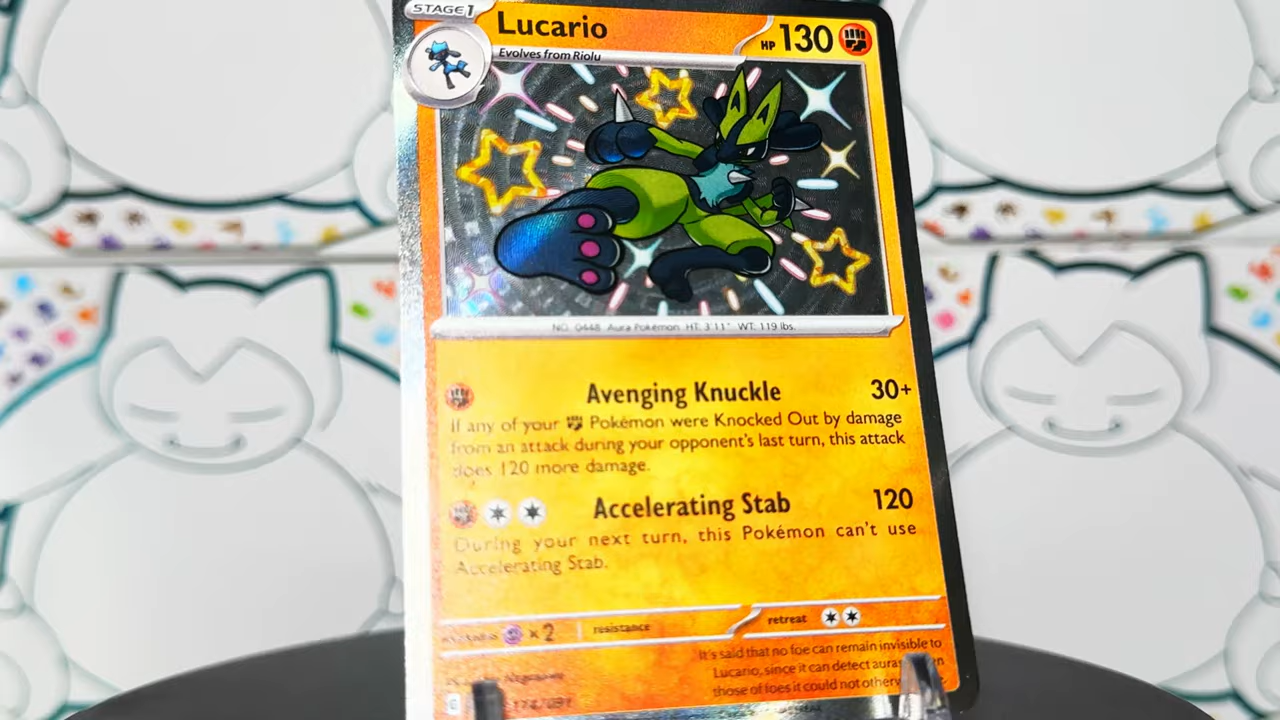 STAGE 1
Lucario
HP 130
Evolves from Riolu
NO. 0448 Aura Pokémon HT: 3'11" WT: 119 lbs.
Avenging Knuckle 30+
If any of your Pokémon were Knocked Out by damage
from an attack during your opponent's last turn, this attack
does 120 more damage.
Accelerating Stab 120
During your next turn, this Pokémon can't use
Accelerating Stab.
×2 resistance retreat
It's said that no foe can remain invisible to
Lucario, since it can detect auras
those of foes it could not